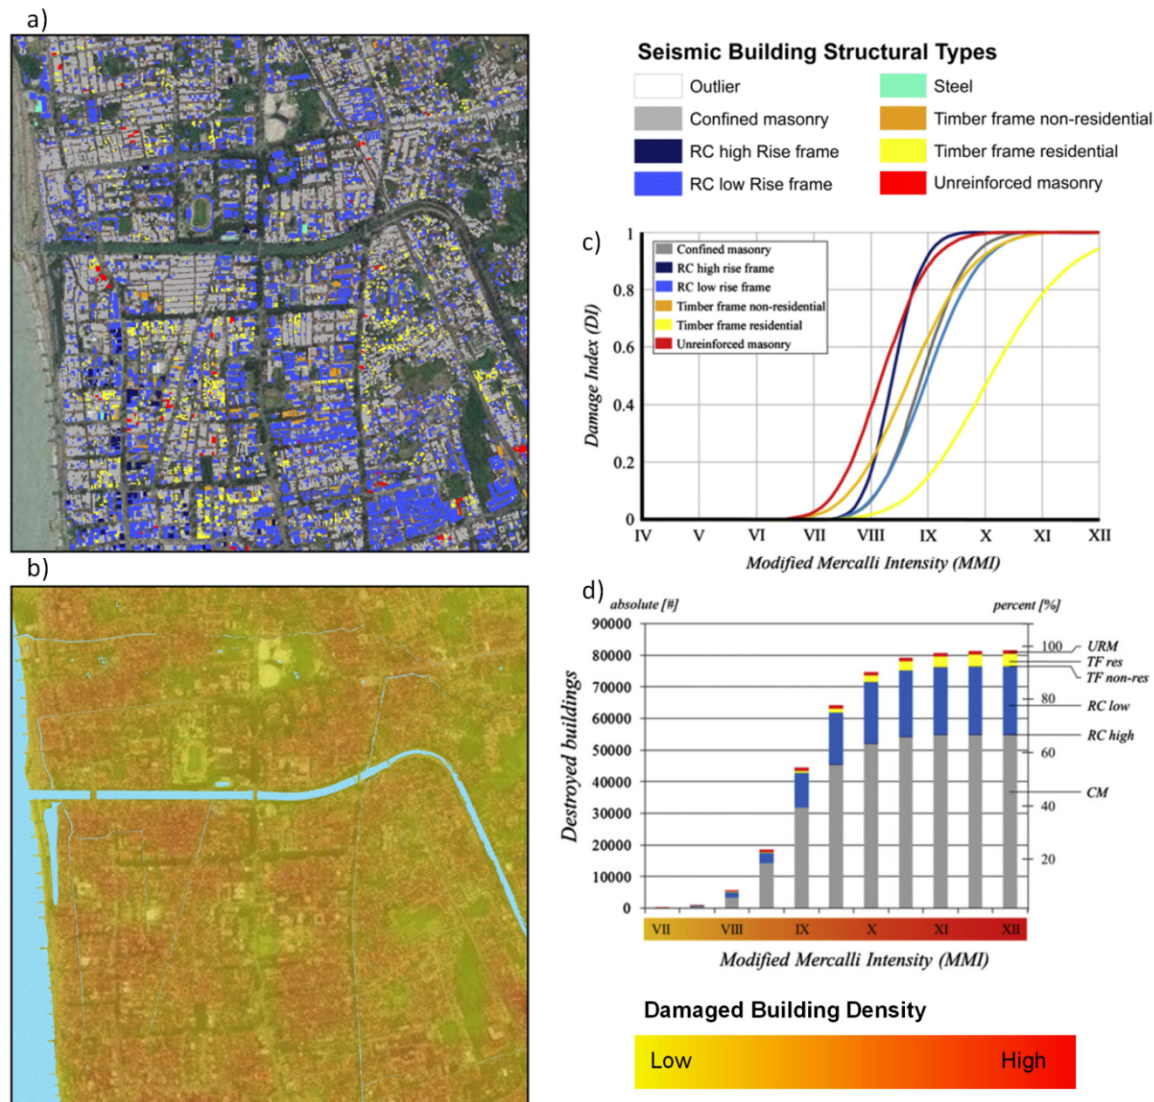 a)
Seismic Building Structural Types
Outlier
Steel
Confined masonry
Timber frame non-residential
RC high Rise frame
Timber frame residential
RC low Rise frame
Unreinforced masonry
c)
1
0.8
0.6
0.4
0.2
0
Damage Index (DI)
Confined masonry
RC high rise frame
RC low rise frame
Timber frame non-residential
Timber frame residential
Unreinforced masonry
IV V VI VII VIII IX X XI XII
Modified Mercalli Intensity (MMI)
b)
d)
absolute [#]
percent [%]
90000
80000
70000
60000
50000
40000
30000
20000
10000
0
Destroyed buildings
100
80
60
40
20
URM
TF res
TF non-res
RC low
RC high
CM
VII VIII IX X XI XII
Modified Mercalli Intensity (MMI)
Damaged Building Density
Low High